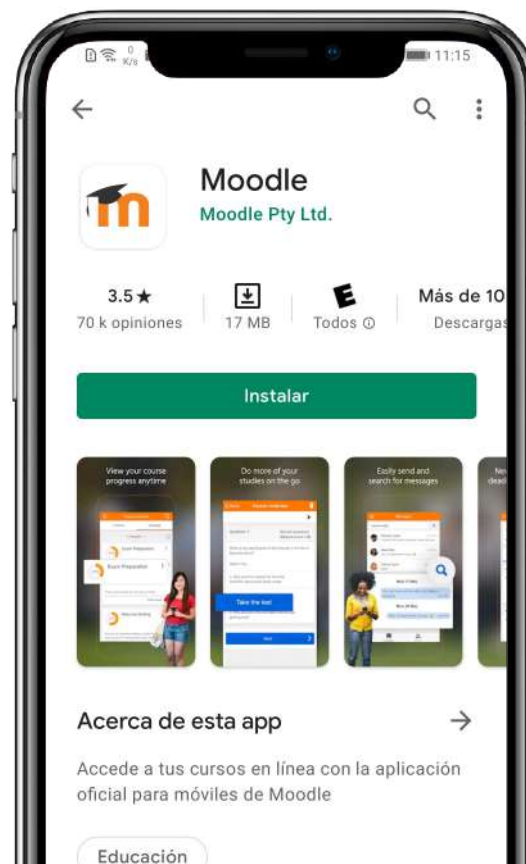 0
K/s
11:15
Moodle
Moodle Pty Ltd.
3.5★
70 k opiniones
17 MB
Todos
Más de 10
Descargas
Instalar
View your course
progress anytime
Do more of your
studies on the go
Take the test
Easily send and
search for messages
Acerca de esta app
Accede a tus cursos en línea con la aplicación
oficial para móviles de Moodle
Educación